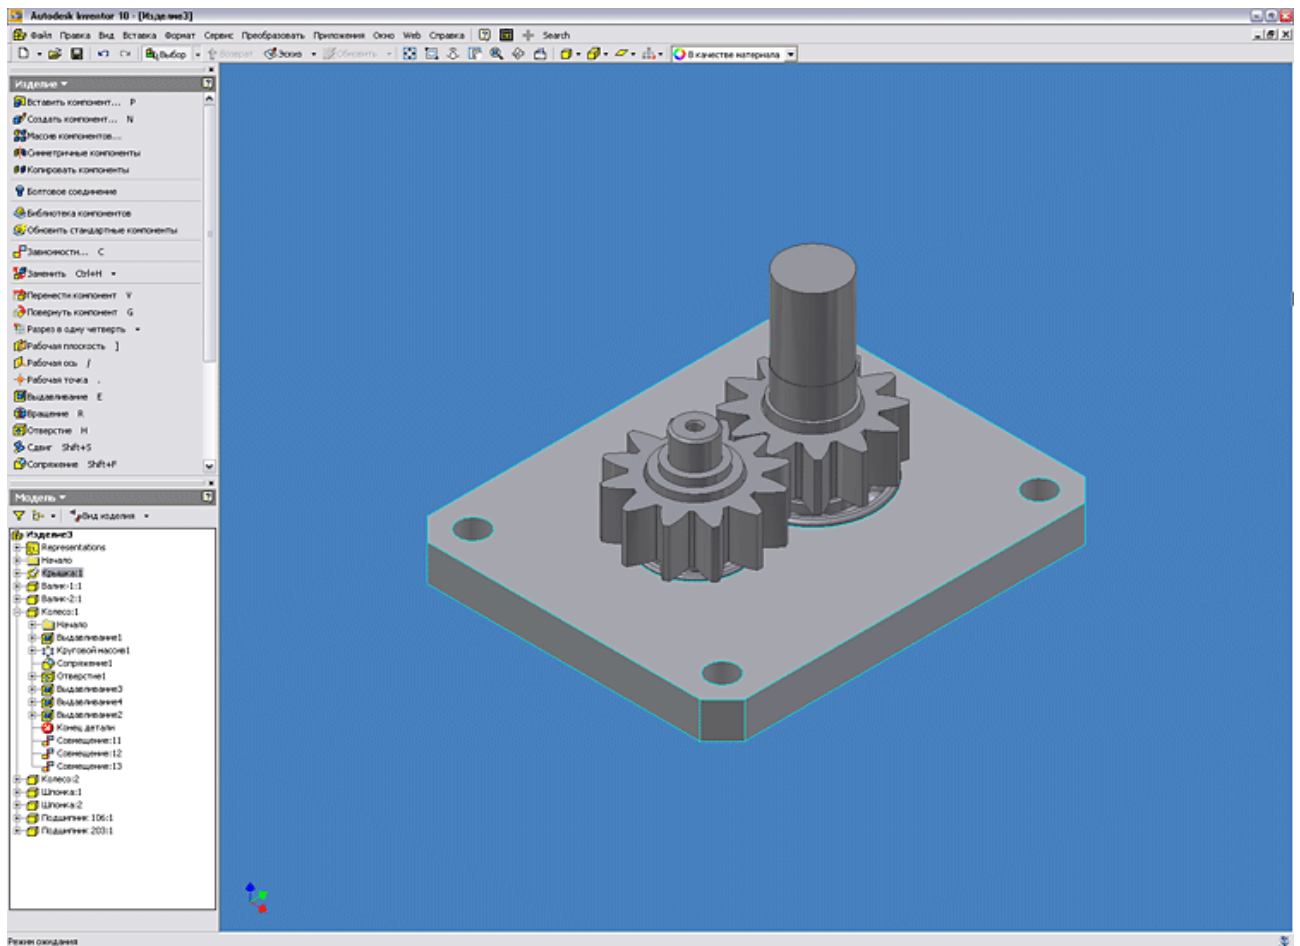 Autodesk Inventor 10 - [Изделие3]
Файл Правка Вид Вставка Формат Сервис Преобразовать Приложения Окно Web Справка Search
Выбор Возврат Эскиз Обновить В качестве материала
Изделие
Вставить компонент... P
Создать компонент... N
Массив компонентов...
Симметричные компоненты
Копировать компоненты
Болтовое соединение
Библиотека компонентов
Обновить стандартные компоненты
Зависимости... C
Заменить Ctrl+H
Перенести компонент V
Повернуть компонент G
Разрез в одну четверть
Рабочая плоскость ]
Рабочая ось /
Рабочая точка .
Выдавливание E
Вращение R
Отверстие H
Сдвиг Shift+S
Сопряжение Shift+F
Модель
Вид изделия
Изделие3
Representations
Начало
Крышка:1
Валик-1:1
Валик-2:1
Колесо:1
Начало
Выдавливание1
Круговой массив1
Сопряжение1
Отверстие1
Выдавливание3
Выдавливание4
Выдавливание2
Конец детали
Совмещение:11
Совмещение:12
Совмещение:13
Колесо:2
Шпонка:1
Шпонка:2
Подшипник 106:1
Подшипник 203:1
Режим ожидания